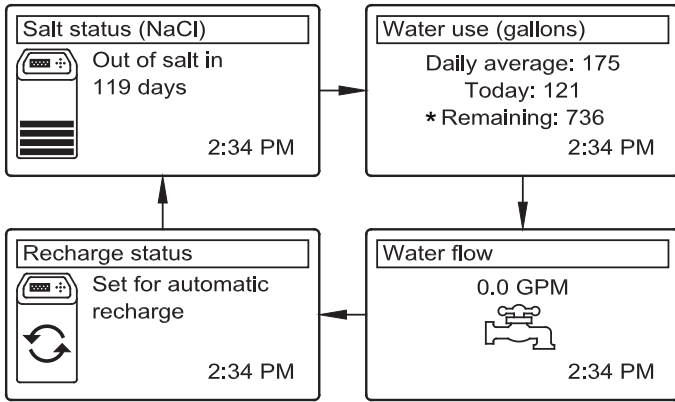 Salt status (NaCl)
Out of salt in
119 days
2:34 PM
Water use (gallons)
Daily average: 175
Today: 121
* Remaining: 736
2:34 PM
Recharge status
Set for automatic
recharge
2:34 PM
Water flow
0.0 GPM
2:34 PM